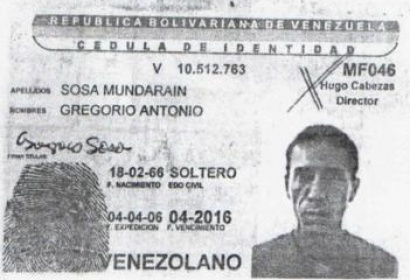 REPUBLICA BOLIVARIANA DE VENEZUELA
CEDULA DE IDENTIDAD
V 10.512.763
MF046
Hugo Cabezas
Director
APELLIDOS SOSA MUNDARAIN
NOMBRES GREGORIO ANTONIO
Gregorio Sosa
FIRMA TITULAR
18-02-66 SOLTERO
F. NACIMIENTO EDO CIVIL
04-04-06 04-2016
F. EXPEDICION F. VENCIMIENTO
VENEZOLANO